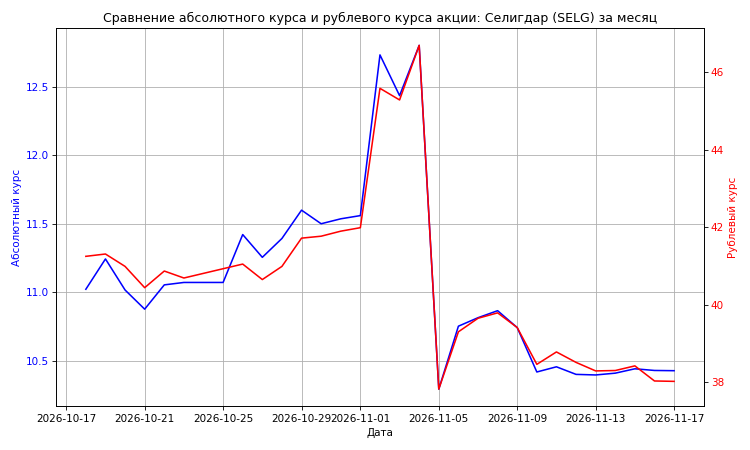 Сравнение абсолютного курса и рублевого курса акции: Селигдар (SELG) за месяц
12.5
12.0
11.5
11.0
10.5
Абсолютный курс
46
44
42
40
38
Рублевый курс
2026-10-17 2026-10-21 2026-10-25 2026-10-29 2026-11-01 2026-11-05 2026-11-09 2026-11-13 2026-11-17
Дата